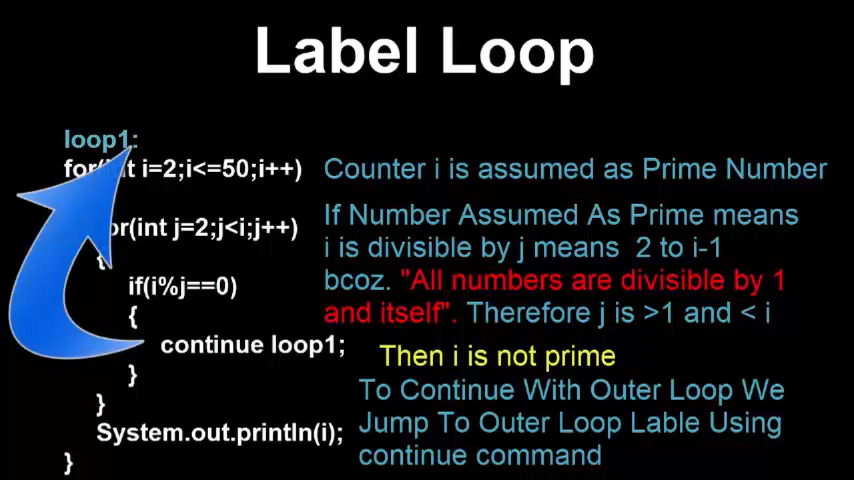 Label Loop
loop1:
for(int i=2;i<=50;i++) Counter i is assumed as Prime Number
for(int j=2;j<i;j++) If Number Assumed As Prime means
{ i is divisible by j means 2 to i-1
if(i%j==0) bcoz. "All numbers are divisible by 1
{ and itself". Therefore j is >1 and < i
continue loop1; Then i is not prime
} To Continue With Outer Loop We
}
System.out.println(i); Jump To Outer Loop Lable Using
} continue command